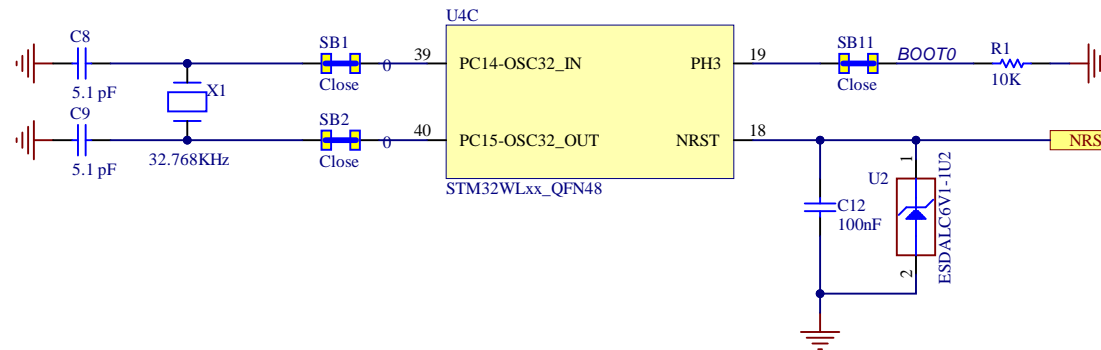 U4C
C8
5.1 pF
X1
32.768KHz
C9
5.1 pF
SB1
0
Close
SB2
0
Close
39
PC14-OSC32_IN
40
PC15-OSC32_OUT
PH3
19
NRST
18
STM32WLxx_QFN48
SB11
Close
BOOT0
R1
10K
NRS
C12
100nF
1
U2
2
ESDALC6V1-1U2